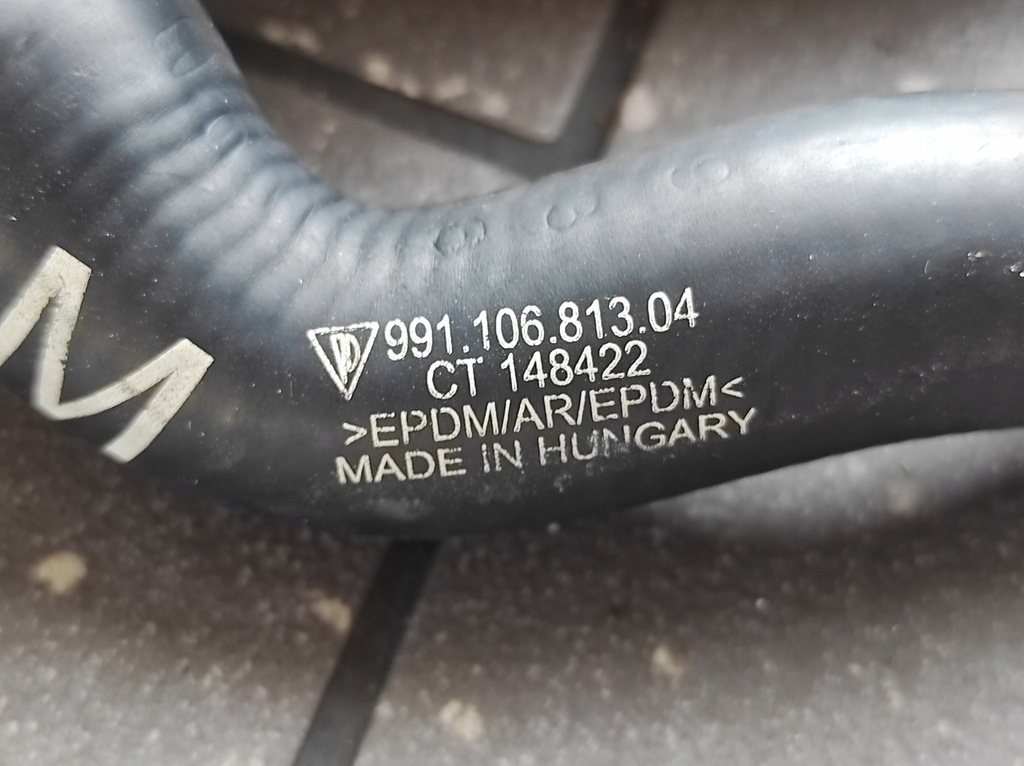 M
991.106.813.04
CT 148422
>EPDM/AR/EPDM<
MADE IN HUNGARY